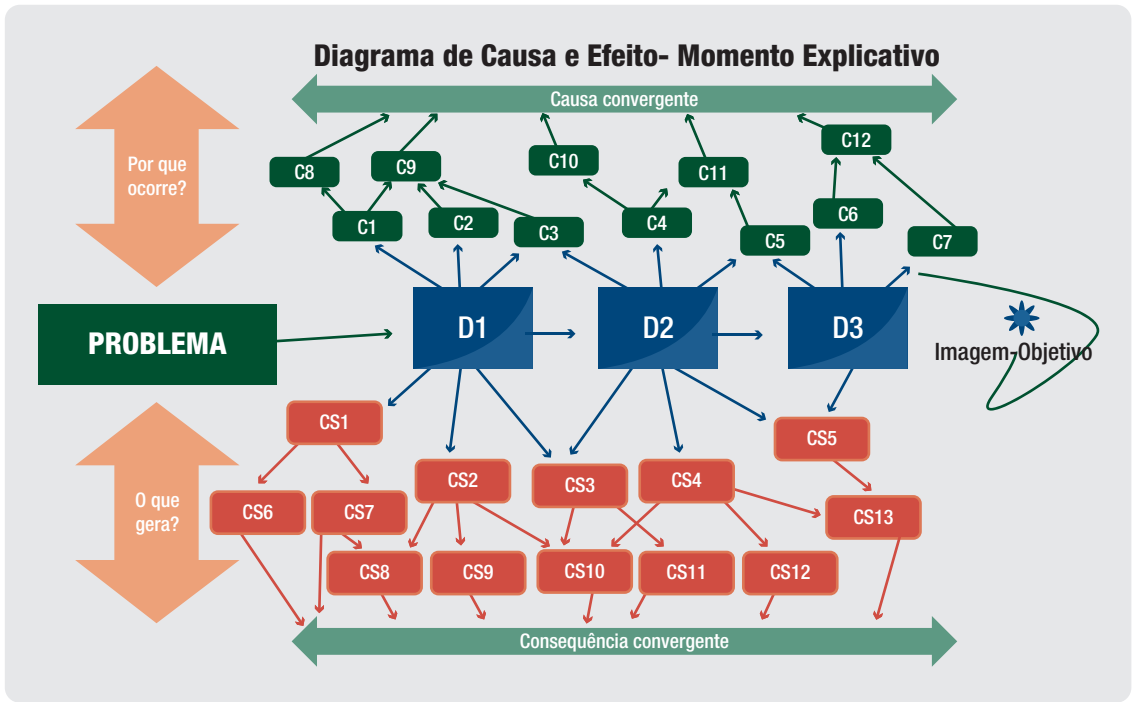 Diagrama de Causa e Efeito- Momento Explicativo
Causa convergente
Por que
ocorre?
C8
C9
C10
C11
C12
C1
C2
C3
C4
C5
C6
C7
PROBLEMA
D1
D2
D3
Imagem-Objetivo
O que
gera?
CS1
CS2
CS3
CS4
CS5
CS6
CS7
CS13
CS8
CS9
CS10
CS11
CS12
Consequência convergente